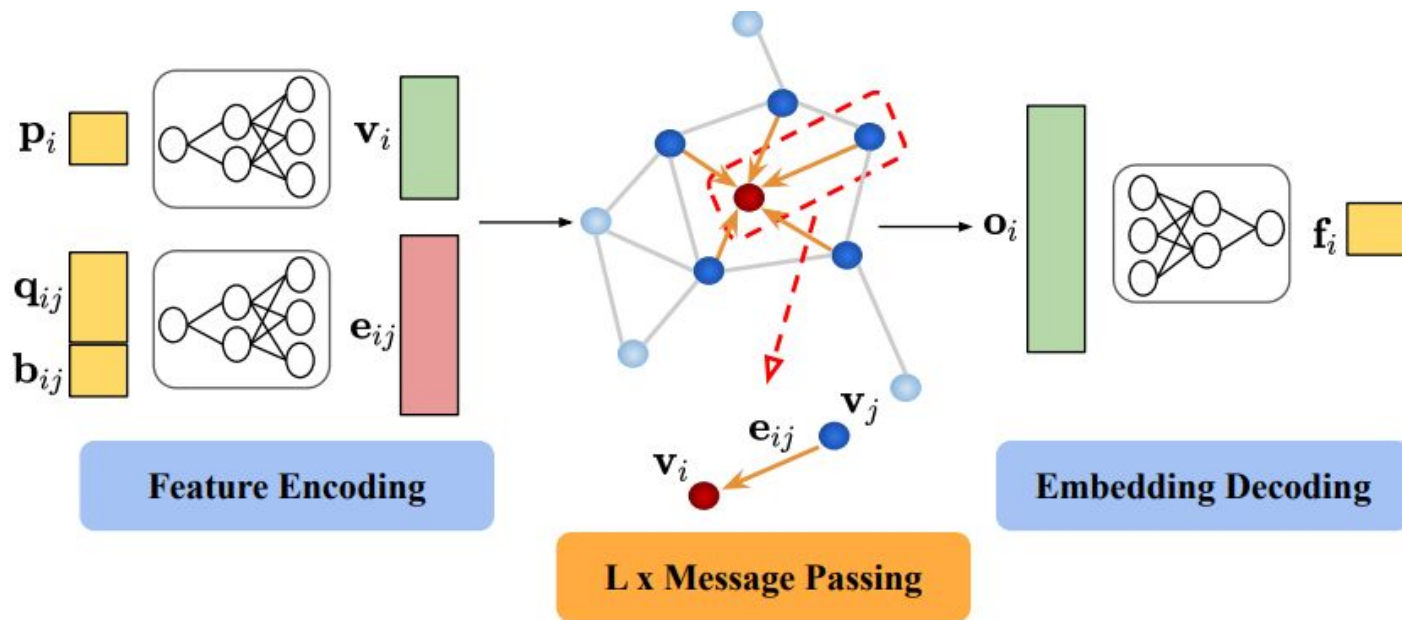 p_i
v_i
q_ij
b_ij
e_ij
o_i
f_i
v_j
e_ij
v_i
Feature Encoding
L x Message Passing
Embedding Decoding